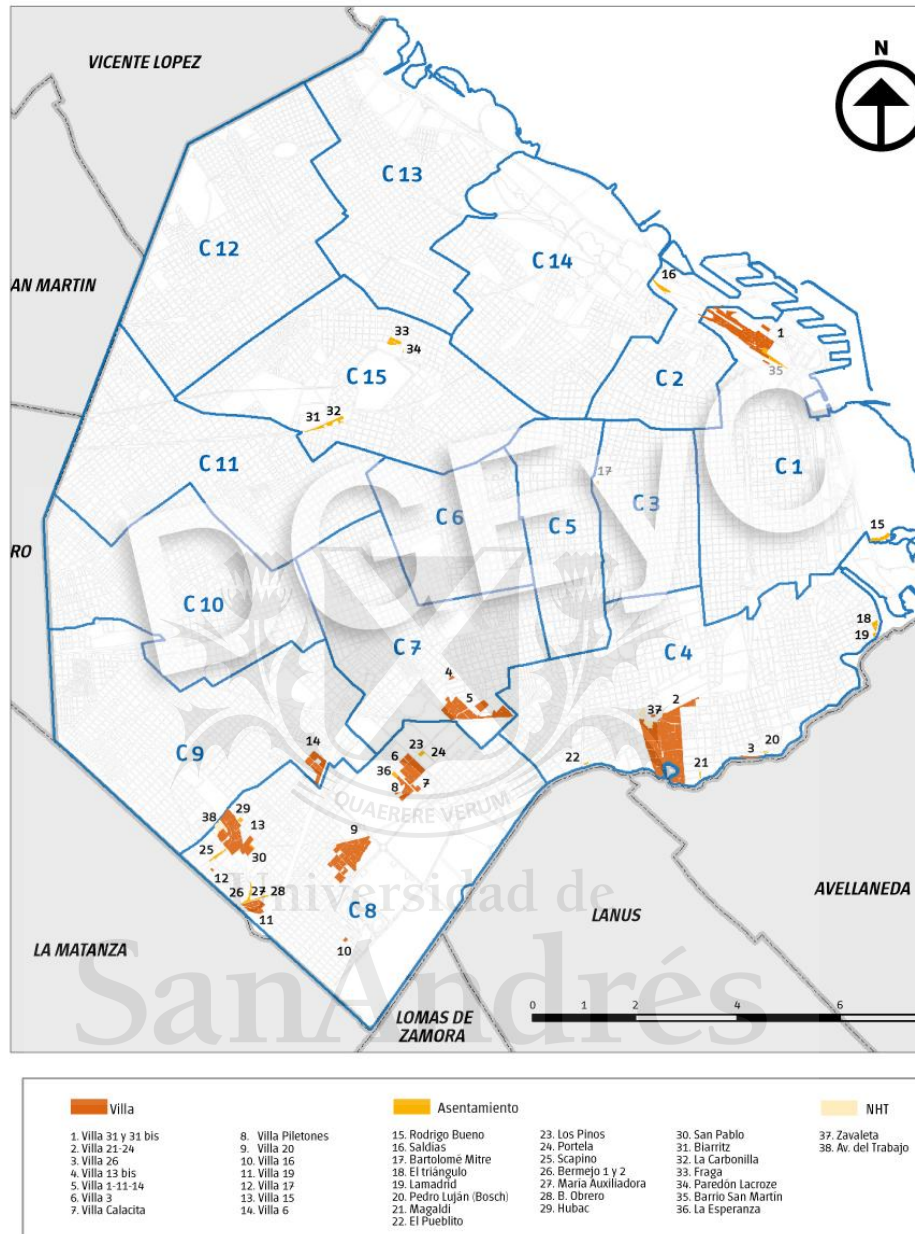 VICENTE LOPEZ
N
C 13
C 12
C 14
16
AN MARTIN
33
1
34
C 15
C 2
35
31 32
C 11
17
C 1
C 6
C 3
C 5
15
RO
DGEyC
C 10
18
C 7
C 4
19
4
5
2
37
C 9
14
23
24
20
6
3
22
36
21
7
8
QUAERERE VERUM
29
38
13
9
25
30
12
Universidad de
26 27 28
C 8
AVELLANEDA
11
LANUS
LA MATANZA
10
SanAndrés
0 1 2 4 6
LOMAS DE
ZAMORA
Villa
1. Villa 31 y 31 bis
2. Villa 21-24
3. Villa 26
4. Villa 13 bis
5. Villa 1-11-14
6. Villa 3
7. Villa Calacita
8. Villa Piletones
9. Villa 20
10. Villa 16
11. Villa 19
12. Villa 17
13. Villa 15
14. Villa 6
Asentamiento
15. Rodrigo Bueno
16. Saldías
17. Bartolomé Mitre
18. El triángulo
19. Lamadrid
20. Pedro Luján (Bosch)
21. Magaldi
22. El Pueblito
23. Los Pinos
24. Portela
25. Scapino
26. Bermejo 1 y 2
27. María Auxiliadora
28. B. Obrero
29. Hubac
30. San Pablo
31. Biarritz
32. La Carbonilla
33. Fraga
34. Paredón Lacroze
35. Barrio San Martín
36. La Esperanza
NHT
37. Zavaleta
38. Av. del Trabajo